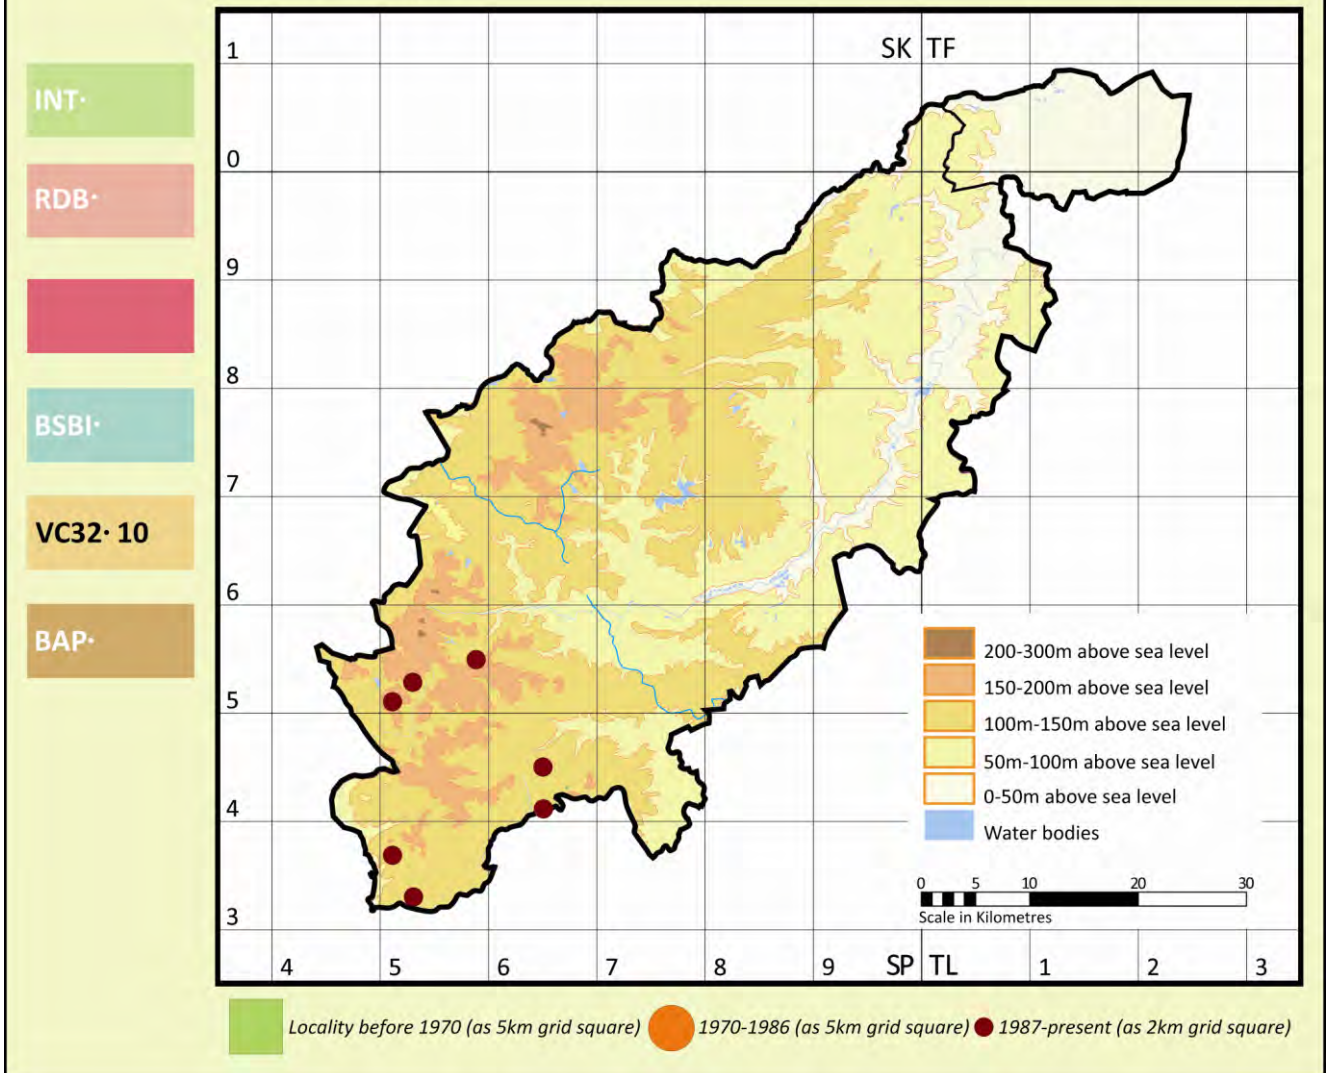 INT·
RDB·
BSBI·
VC32· 10
BAP·
SK TF
1
0
9
8
7
6
5
4
3
200-300m above sea level
150-200m above sea level
100m-150m above sea level
50m-100m above sea level
0-50m above sea level
Water bodies
0 5 10 20 30
Scale in Kilometres
4 5 6 7 8 9 SP TL 1 2 3
Locality before 1970 (as 5km grid square) 1970-1986 (as 5km grid square) 1987-present (as 2km grid square)